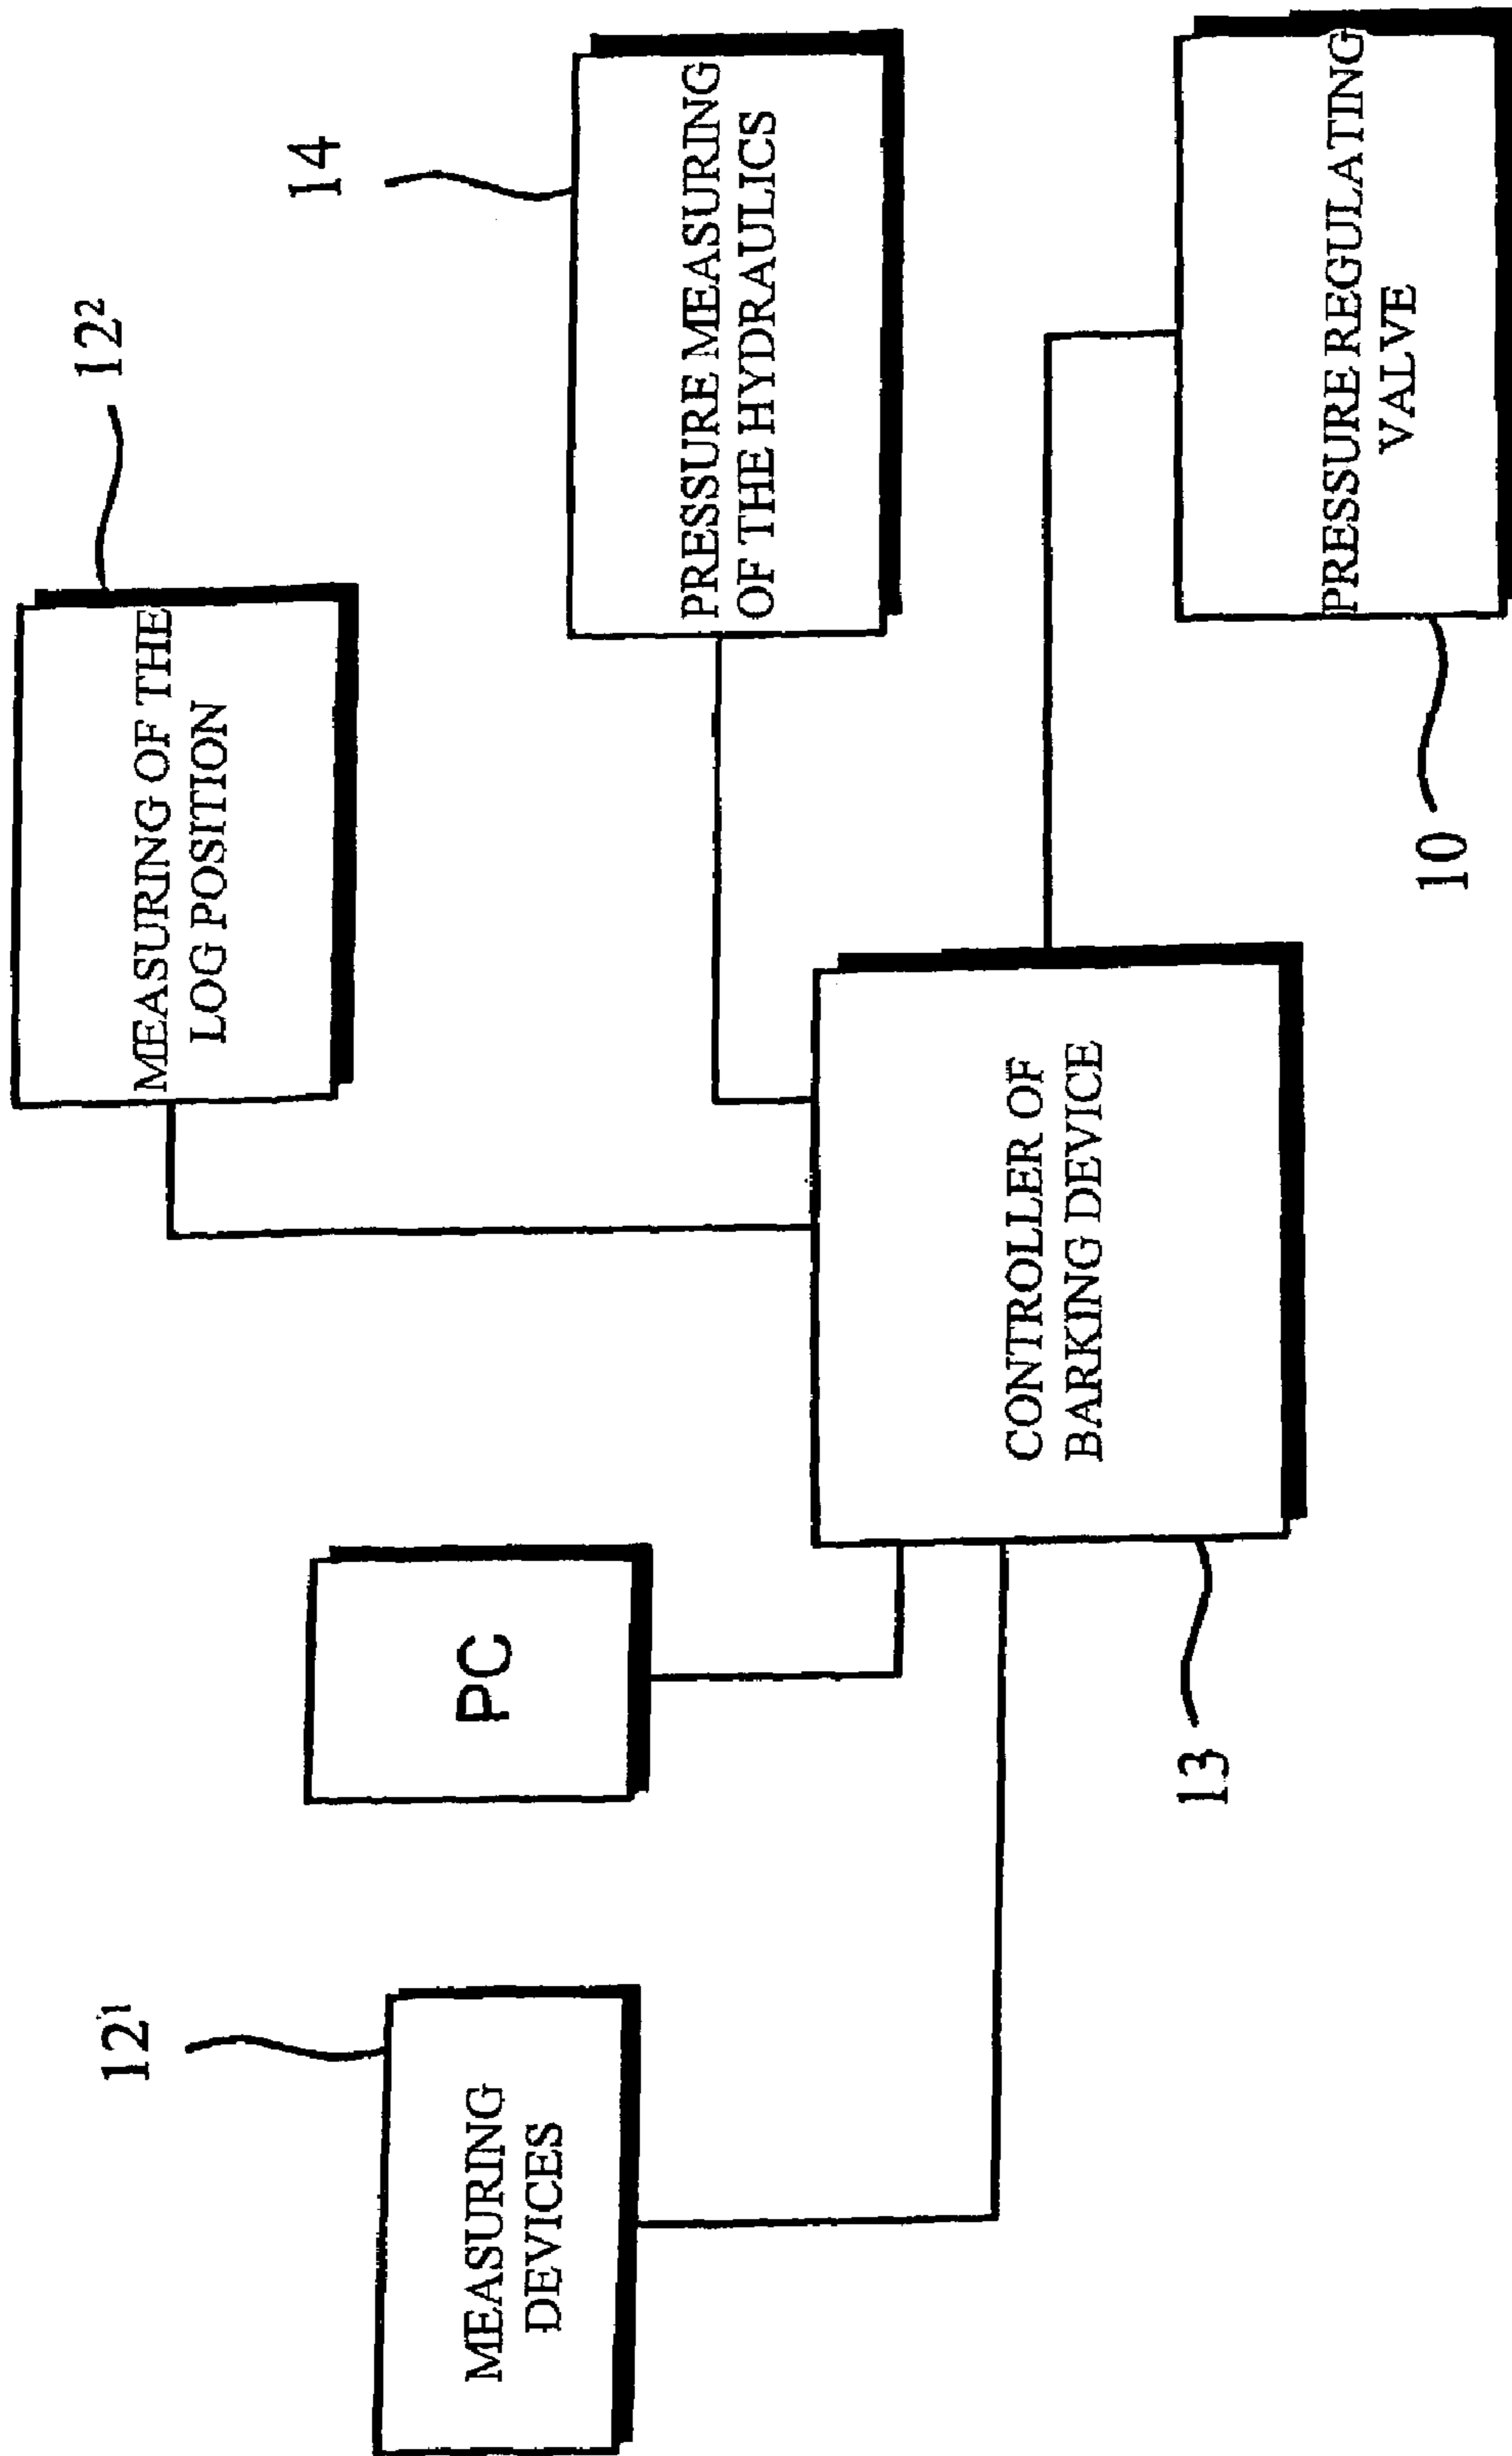 12¹
MEASURING
DEVICES
PC
12²
MEASURING OF THE
LOG POSITION
14
PRESSURE MEASURING
OF THE HYDRAULICS
CONTROLLER OF
BARKING DEVICE
13
PRESSURE REGULATING
VALVE
10